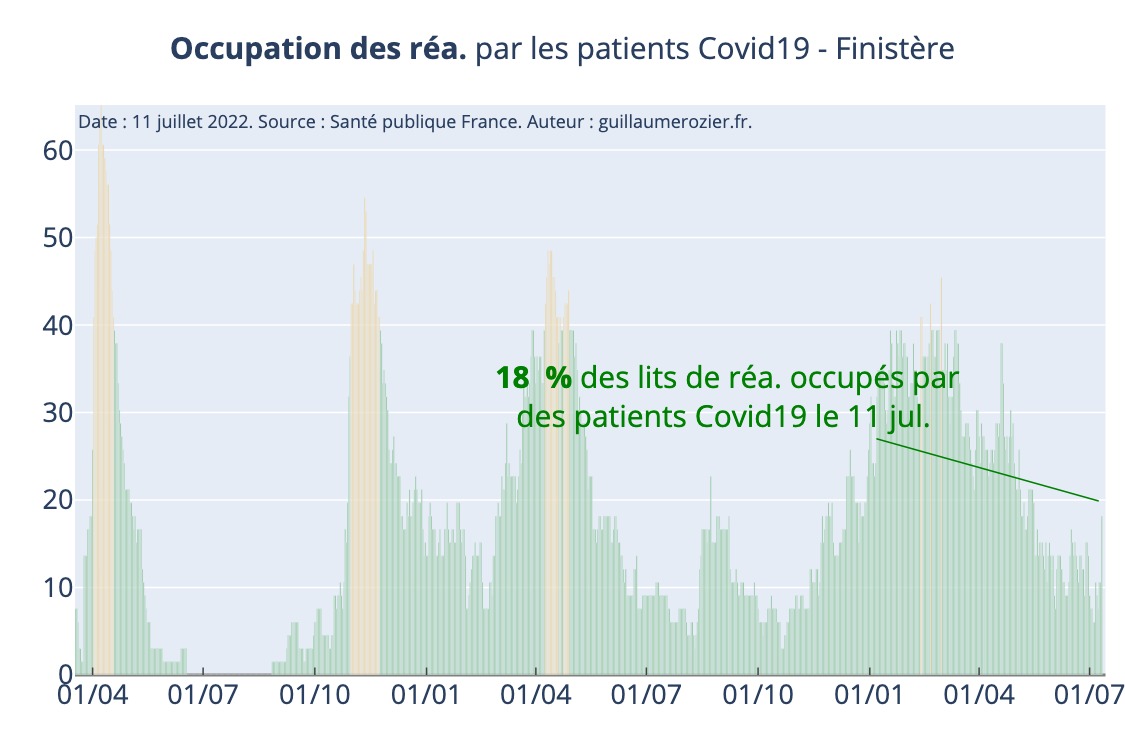 Occupation des réa. par les patients Covid19 - Finistère
Date : 11 juillet 2022. Source : Santé publique France. Auteur : guillaumerozier.fr.
60
50
40
30
20
10
0
18 % des lits de réa. occupés par
des patients Covid19 le 11 jul.
01/04 01/07 01/10 01/01 01/04 01/07 01/10 01/01 01/04 01/07